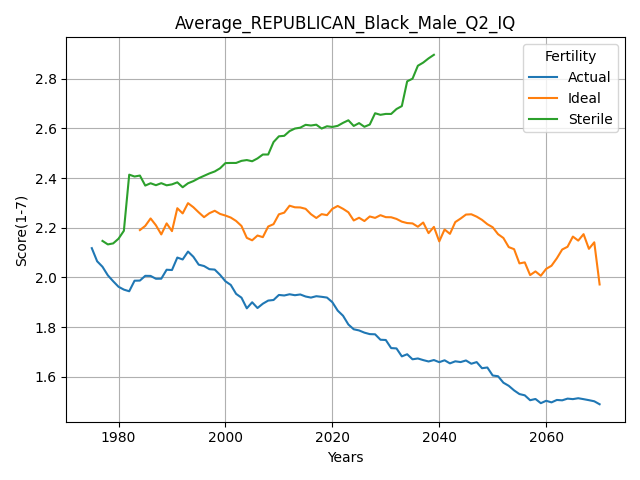 Average_REPUBLICAN_Black_Male_Q2_IQ
Score(1-7)
2.8
2.6
2.4
2.2
2.0
1.8
1.6
Fertility
Actual
Ideal
Sterile
1980
2000
2020
2040
2060
Years